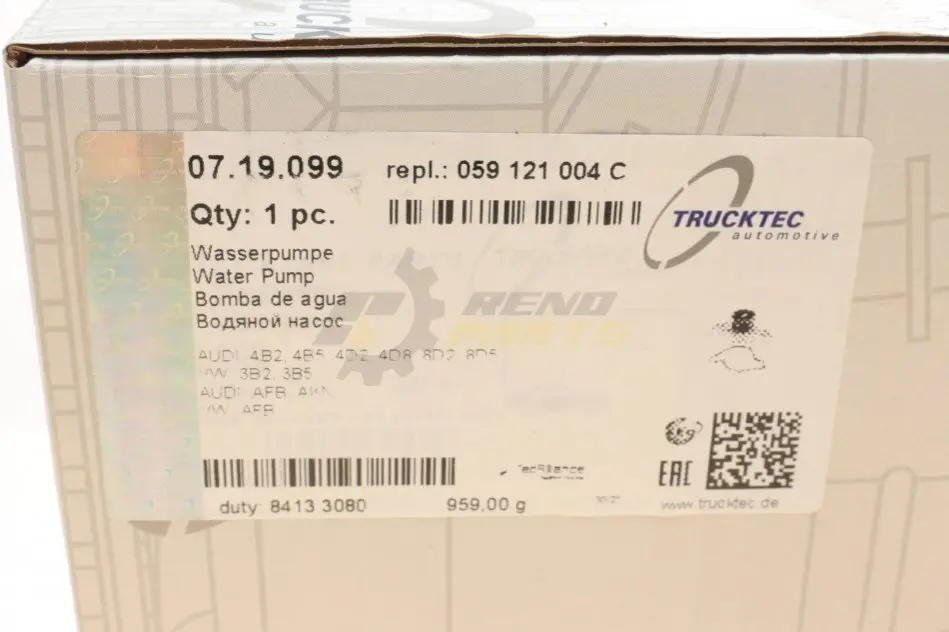 07.19.099 repl.: 059 121 004 C
Qty: 1 pc.
TRUCKTEC
automotive
Wasserpumpe
Water Pump
Bomba de agua
Водяной насос
RENO
PARTS
AUDI: 4B2, 4B5, 4D2, 4D8, 8D2, 8D5
VW: 3B2, 3B5
AUDI: AFB, AKN
VW: AFB
TecAlliance
EAC
duty: 8413 3080 959,00 g
www.trucktec.de